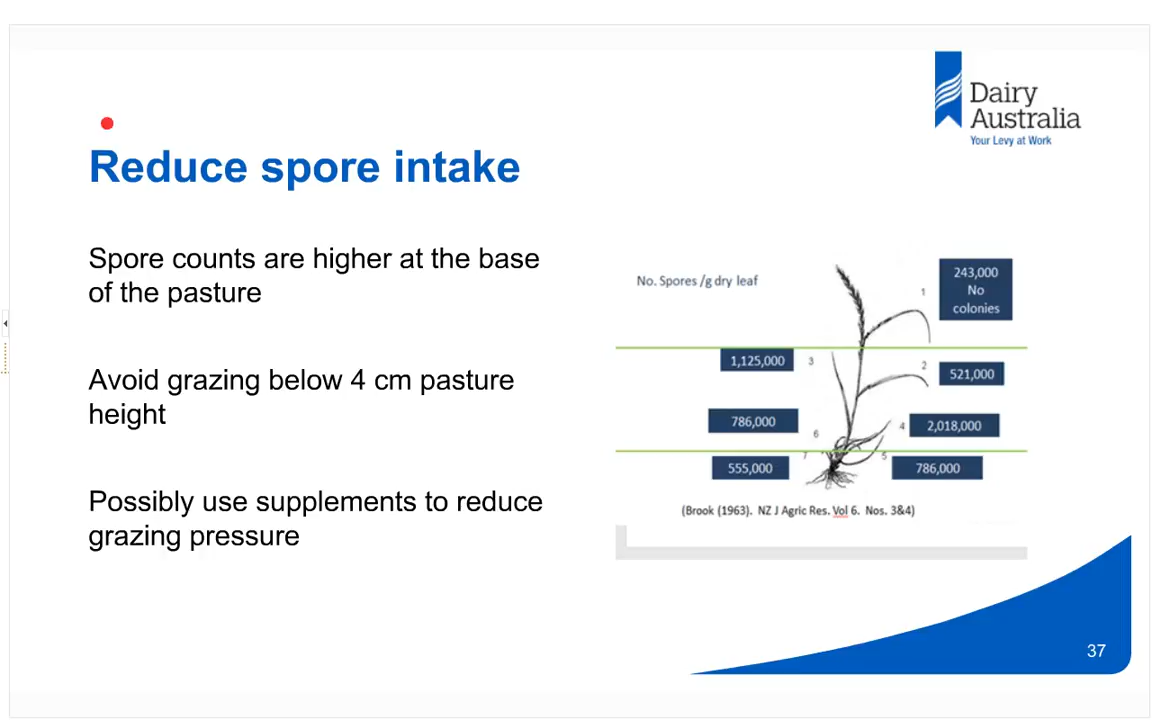 Dairy
Australia
Your Levy at Work
Reduce spore intake
Spore counts are higher at the base
of the pasture
Avoid grazing below 4 cm pasture
height
Possibly use supplements to reduce
grazing pressure
No. Spores /g dry leaf
1
243,000
No
colonies
1,125,000
3
2
521,000
786,000
6
4
2,018,000
7
5
555,000
786,000
(Brook (1963). NZ J Agric Res. Vol 6. Nos. 3&4)
37